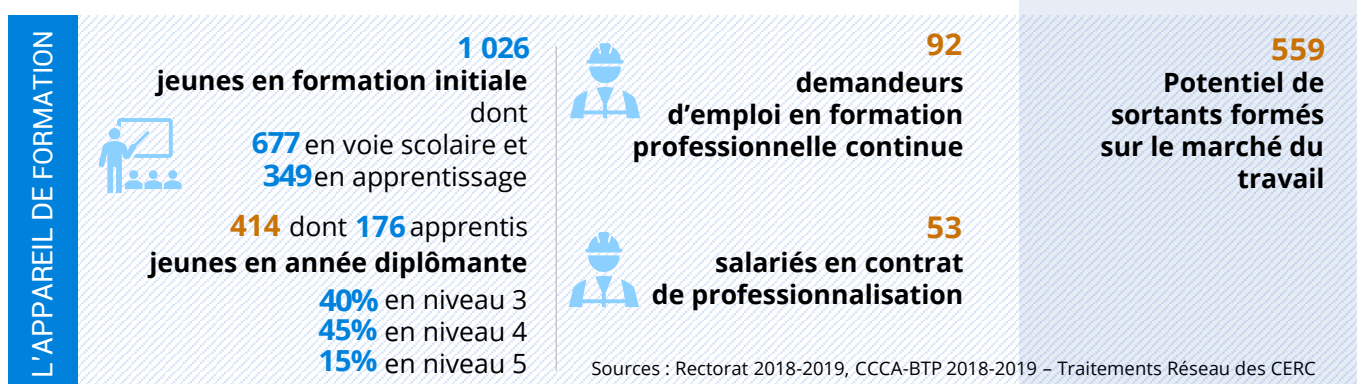 L'APPAREIL DE FORMATION
1 026
jeunes en formation initiale
dont
677 en voie scolaire et
349 en apprentissage
414 dont 176 apprentis
jeunes en année diplômante
40% en niveau 3
45% en niveau 4
15% en niveau 5
92
demandeurs
d'emploi en formation
professionnelle continue
53
salariés en contrat
de professionnalisation
559
Potentiel de
sortants formés
sur le marché du
travail
Sources : Rectorat 2018-2019, CCCA-BTP 2018-2019 – Traitements Réseau des CERC